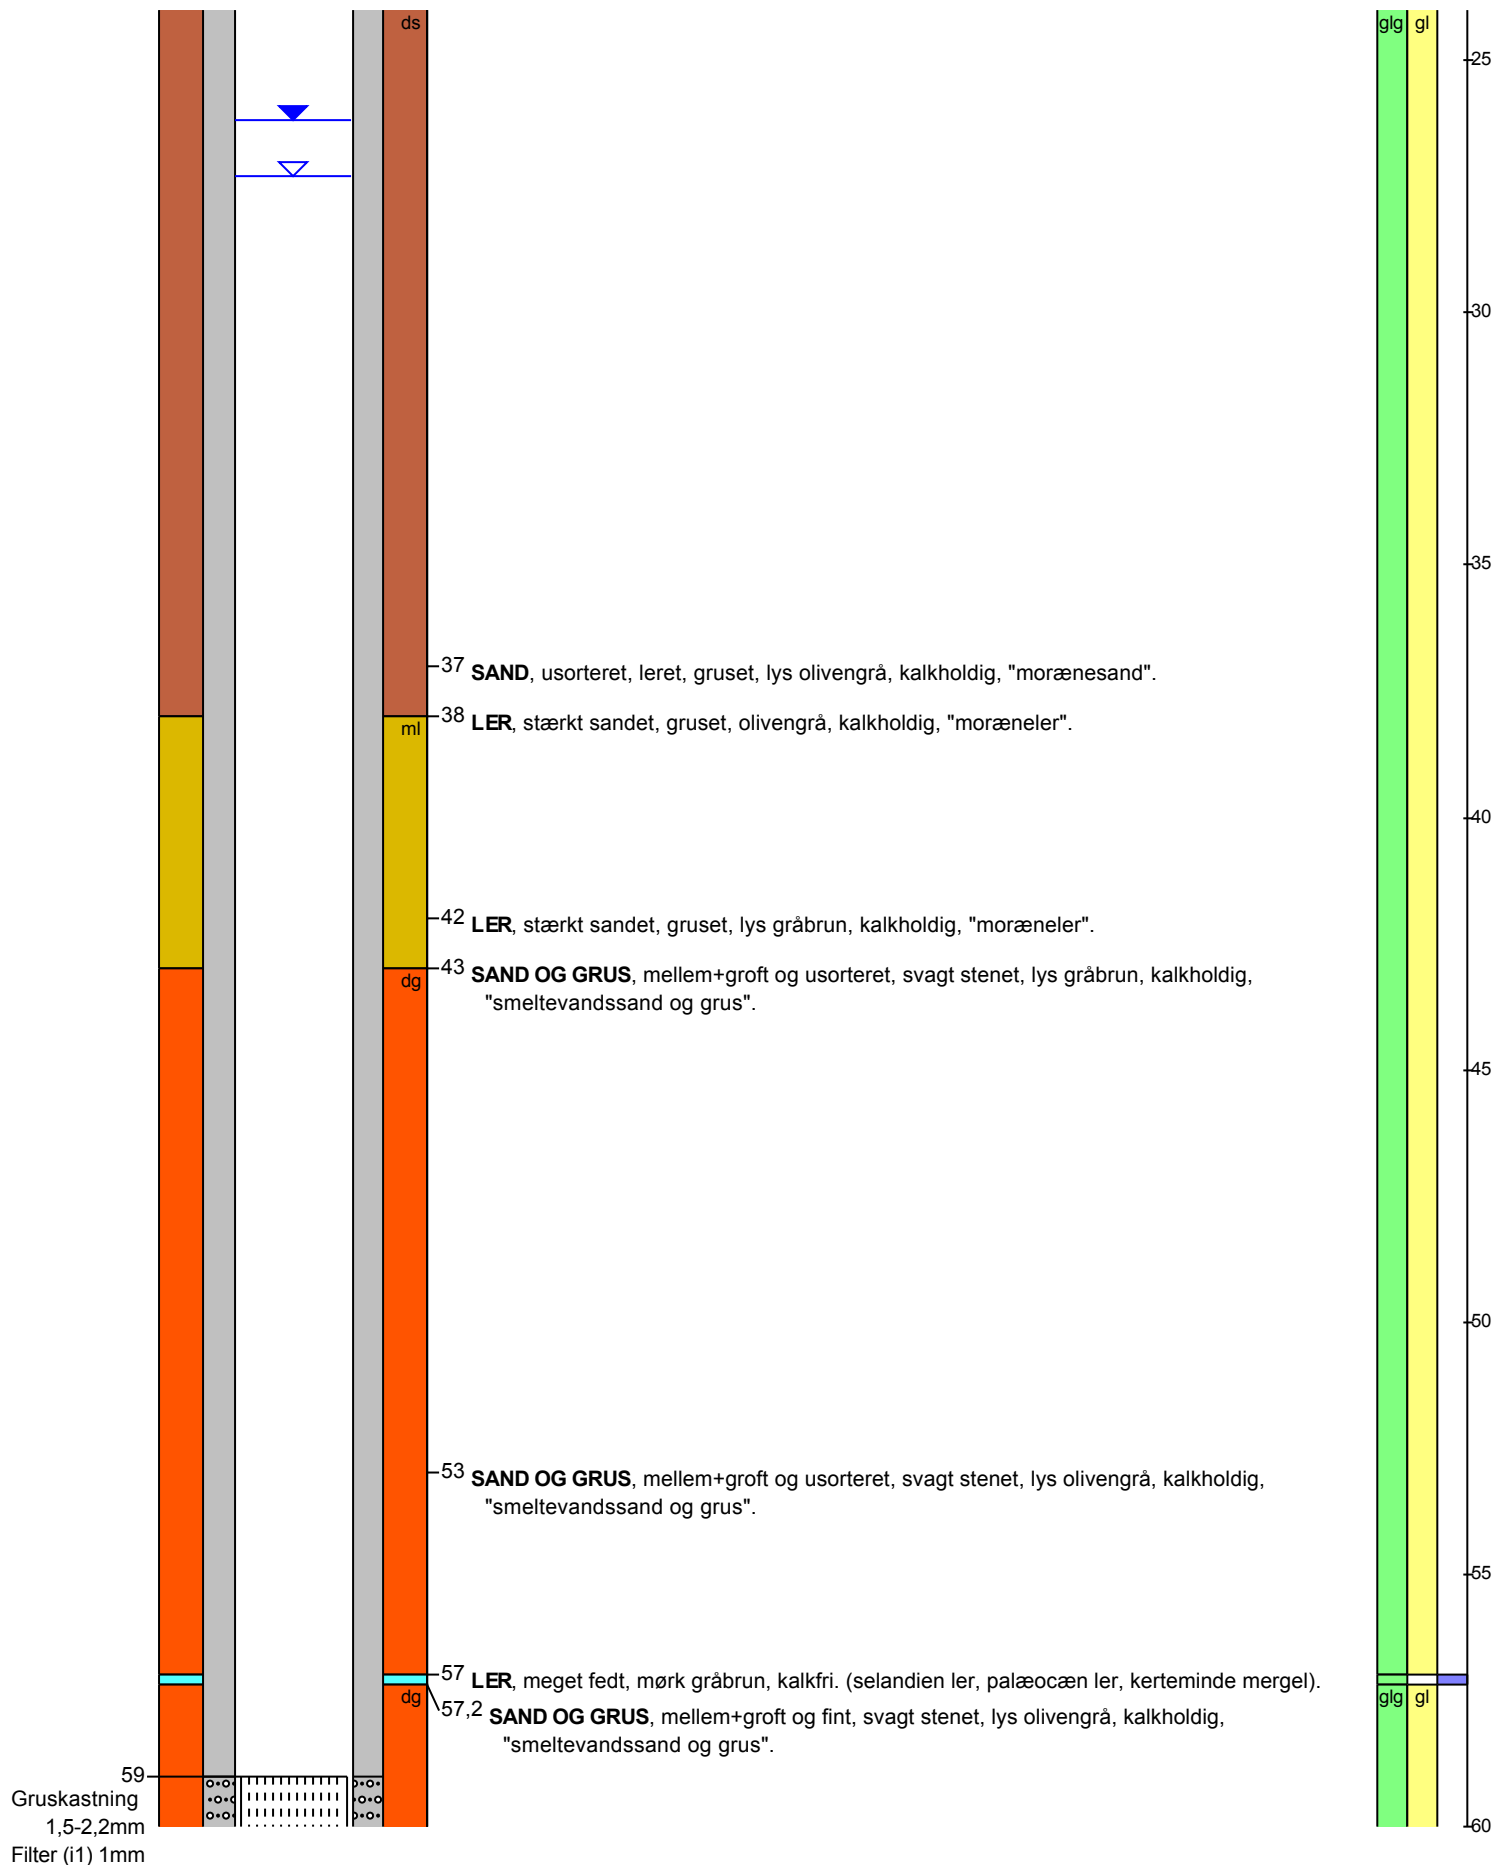 ds
glg gl
25
30
35
37 SAND, usorteret, leret, gruset, lys olivengrå, kalkholdig, "morænesand".
38 LER, stærkt sandet, gruset, olivengrå, kalkholdig, "moræneler".
ml
40
42 LER, stærkt sandet, gruset, lys gråbrun, kalkholdig, "moræneler".
43 SAND OG GRUS, mellem+groft og usorteret, svagt stenet, lys gråbrun, kalkholdig,
"smeltevandssand og grus".
dg
45
50
53 SAND OG GRUS, mellem+groft og usorteret, svagt stenet, lys olivengrå, kalkholdig,
"smeltevandssand og grus".
55
57 LER, meget fedt, mørk gråbrun, kalkfri. (selandien ler, palæocæn ler, kerteminde mergel).
dg
glg gl
57,2 SAND OG GRUS, mellem+groft og fint, svagt stenet, lys olivengrå, kalkholdig,
"smeltevandssand og grus".
59
Gruskastning
1,5-2,2mm
60
Filter (i1) 1mm